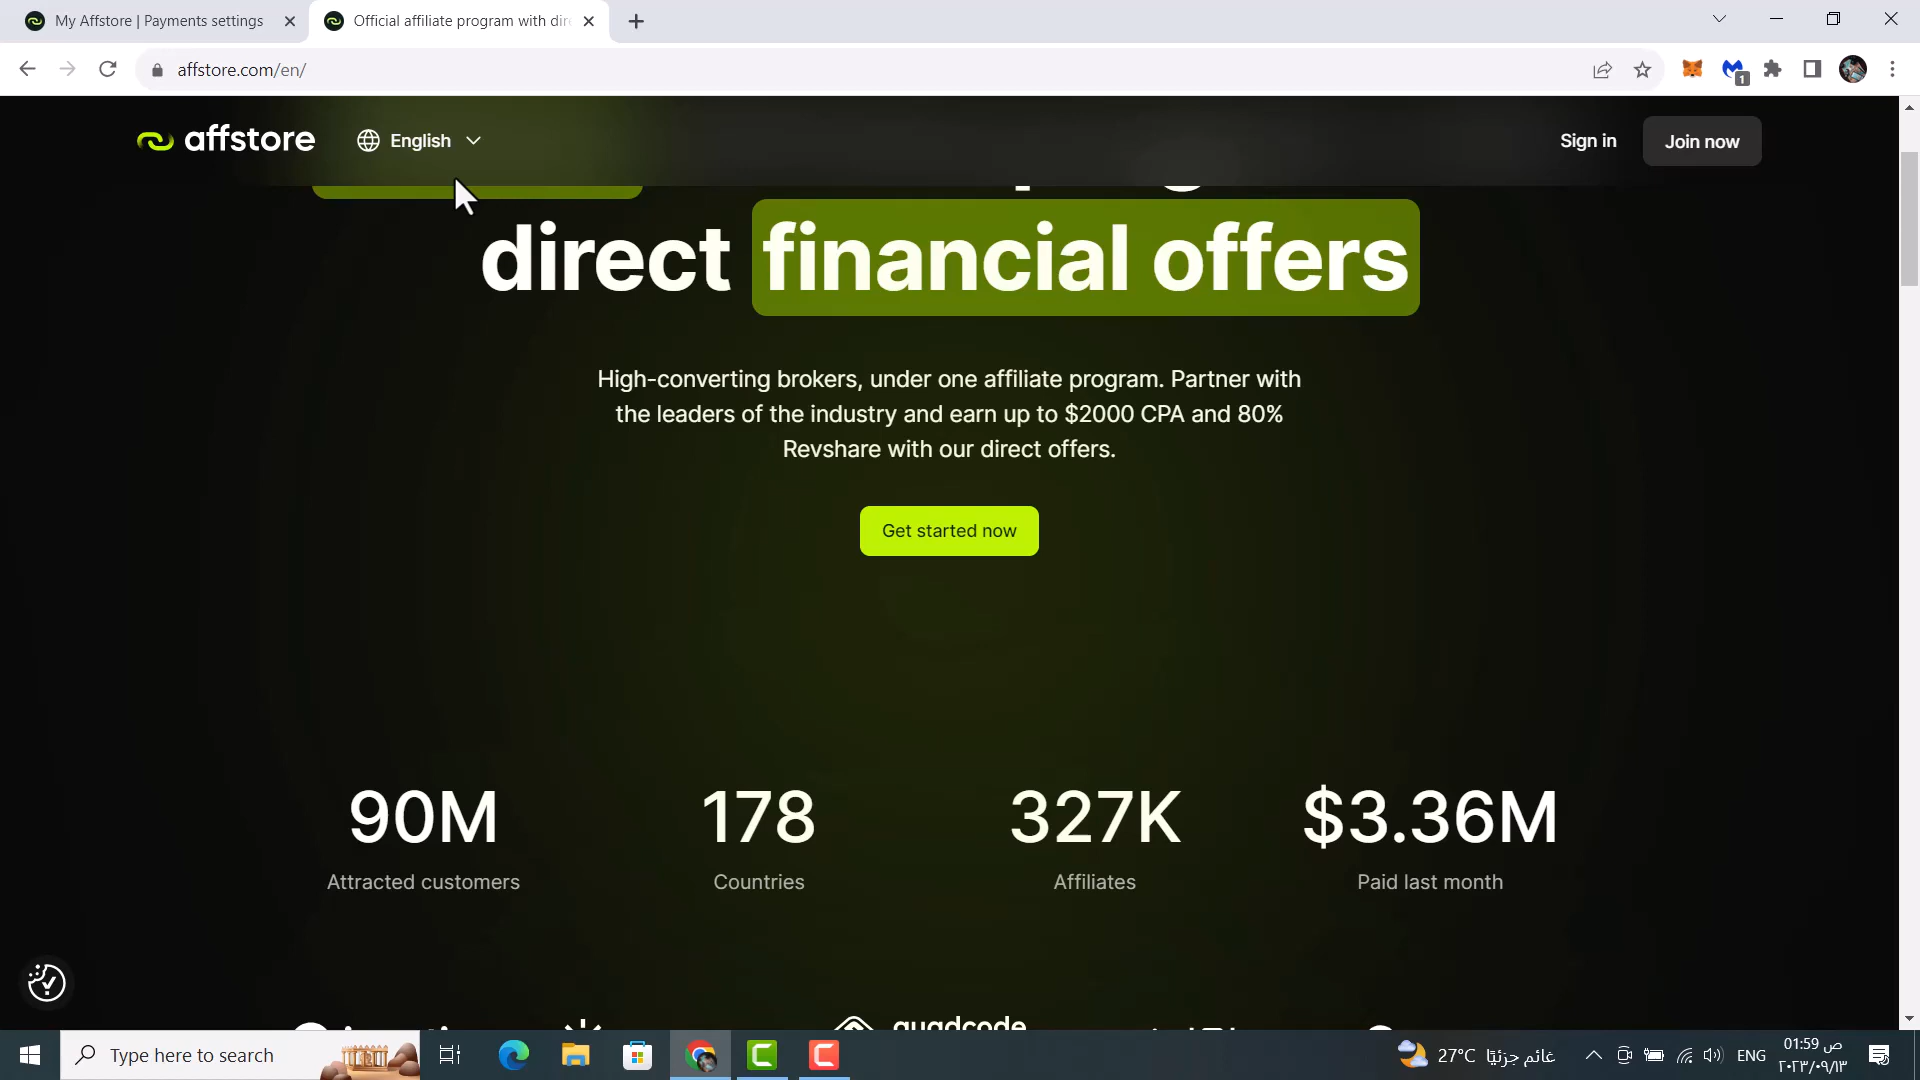 My Affstore | Payments settings
Official affiliate program with dire
affstore.com/en/
1
affstore
English
Sign in
Join now
direct financial offers
High-converting brokers, under one affiliate program. Partner with
the leaders of the industry and earn up to $2000 CPA and 80%
Revshare with our direct offers.
Get started now
90M
178
327K
$3.36M
Attracted customers
Countries
Affiliates
Paid last month
quadcode
Type here to search
27°C
غائم جزئيًا
ENG
01:59 ص
٢٠٢٣/٠٩/١٣